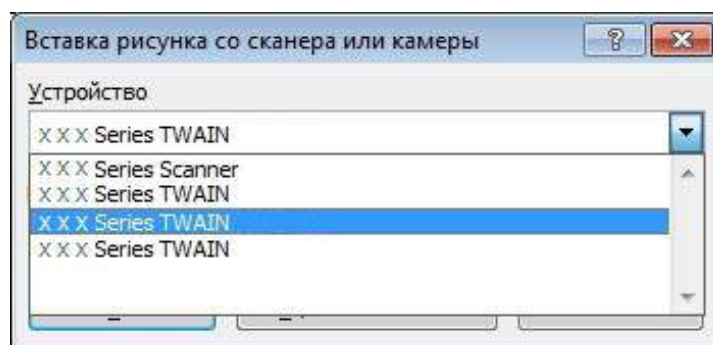 Вставка рисунка со сканера или камеры
Устройство
X X X Series TWAIN
X X X Series Scanner
X X X Series TWAIN
X X X Series TWAIN
X X X Series TWAIN